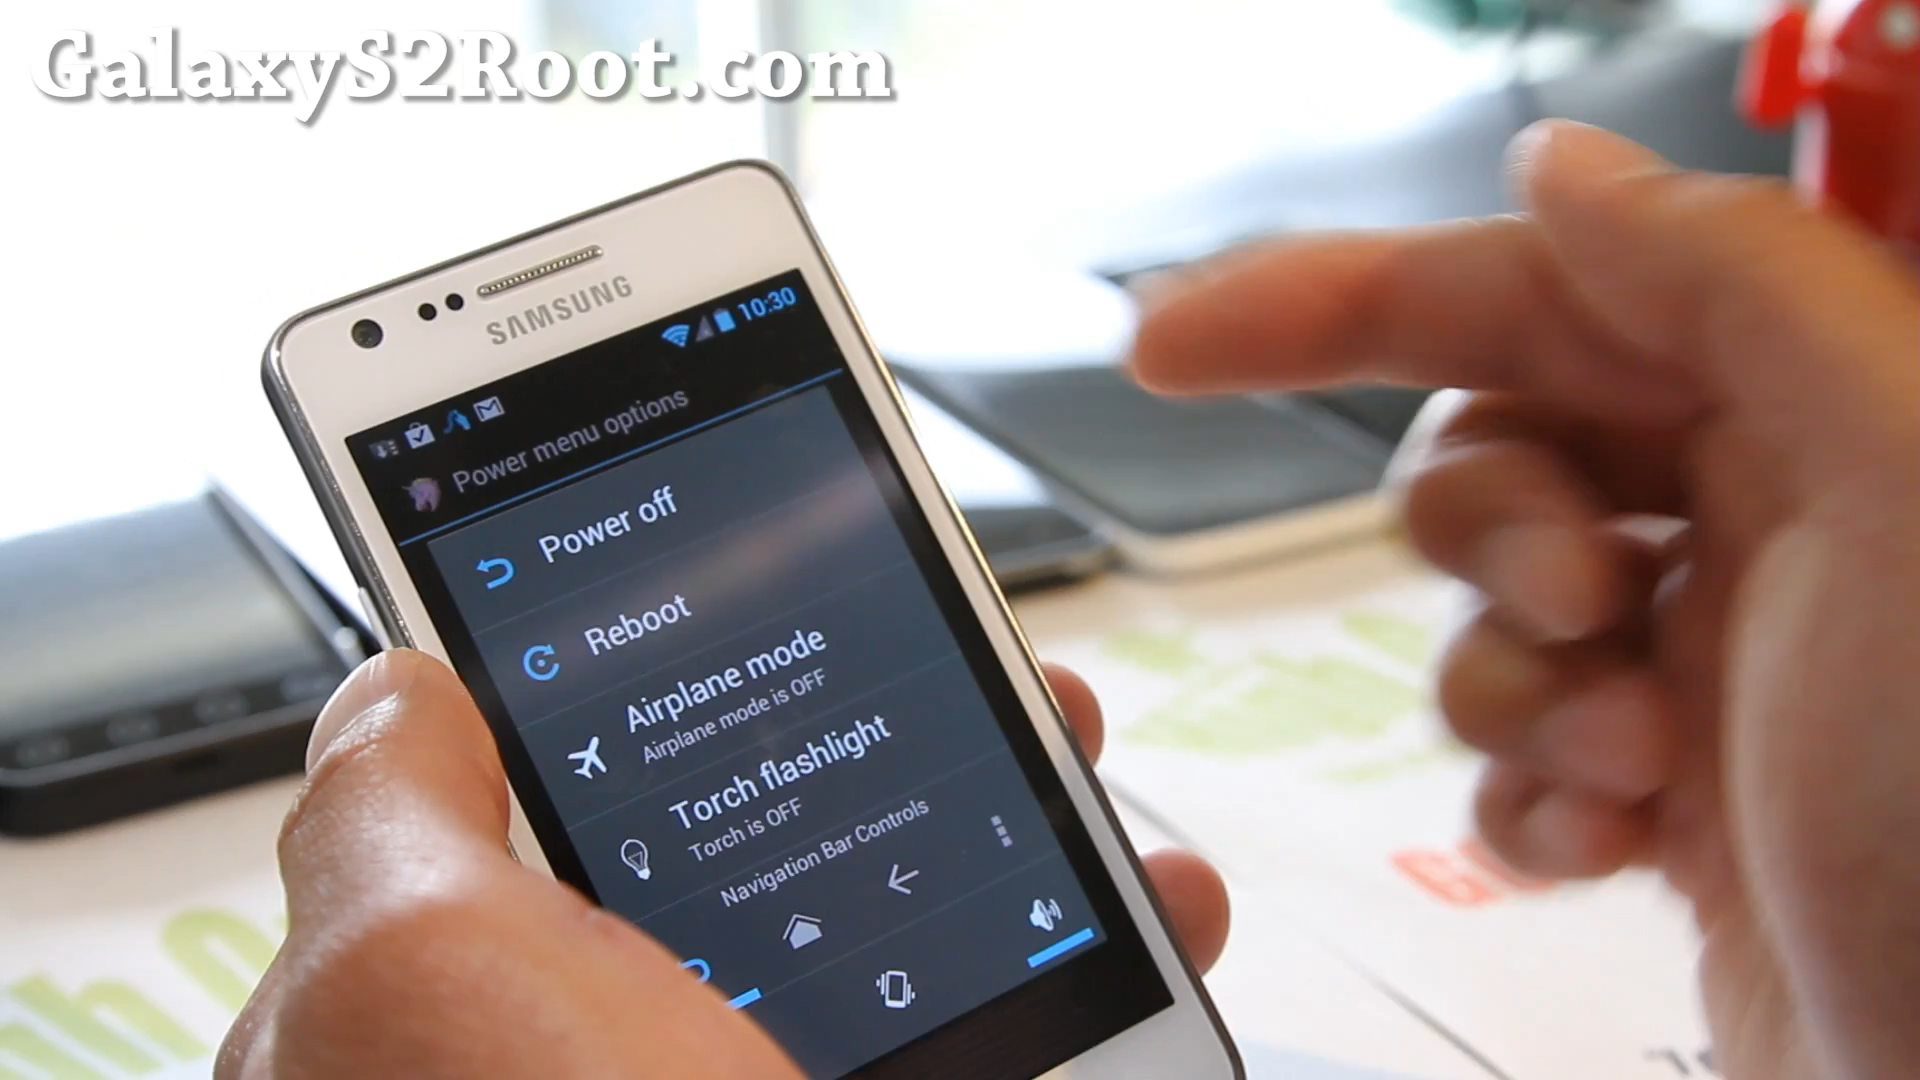 GalaxyS2Root.com
SAMSUNG
10:30
Power menu options
Power off
Reboot
Airplane mode
Airplane mode is OFF
Torch flashlight
Torch is OFF
Navigation Bar Controls